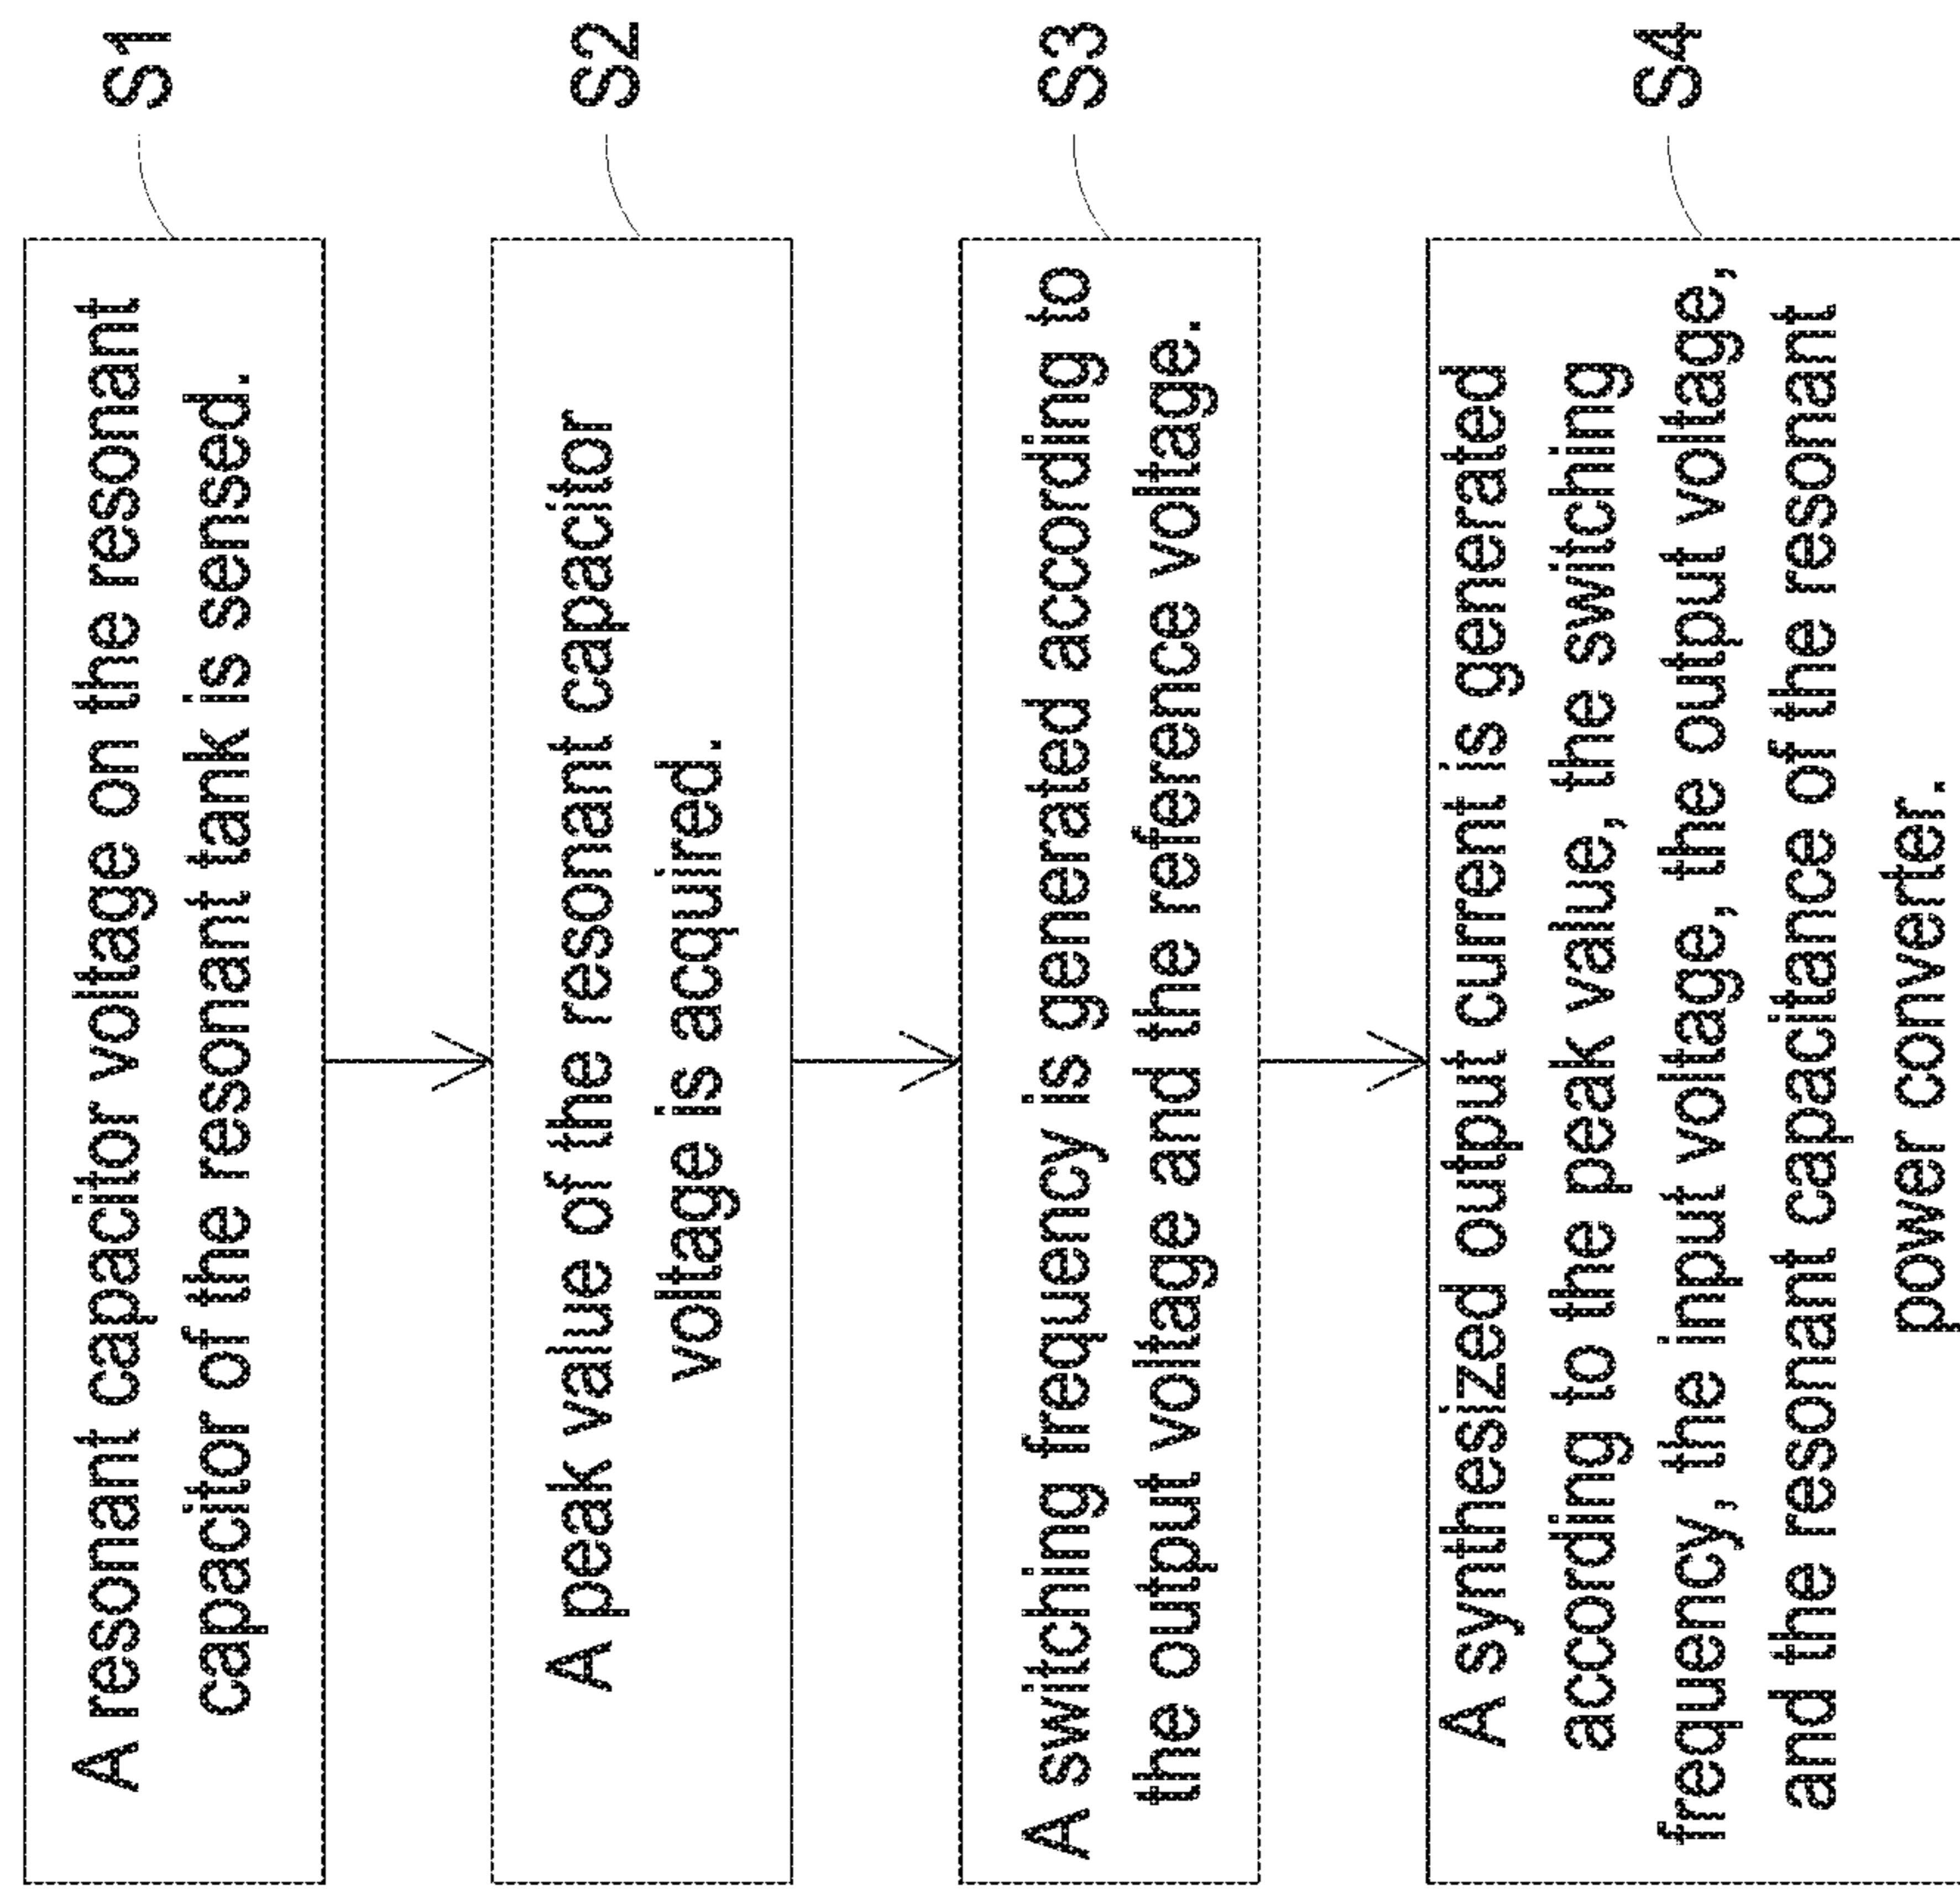 A resonant capacitor voltage on the resonant
capacitor of the resonant tank is sensed.
S1
A peak value of the resonant capacitor
voltage is acquired.
S2
A switching frequency is generated according to
the output voltage and the reference voltage.
S3
A synthesized output current is generated
according to the peak value, the switching
frequency, the input voltage, the output voltage,
and the resonant capacitance of the resonant
power converter.
S4